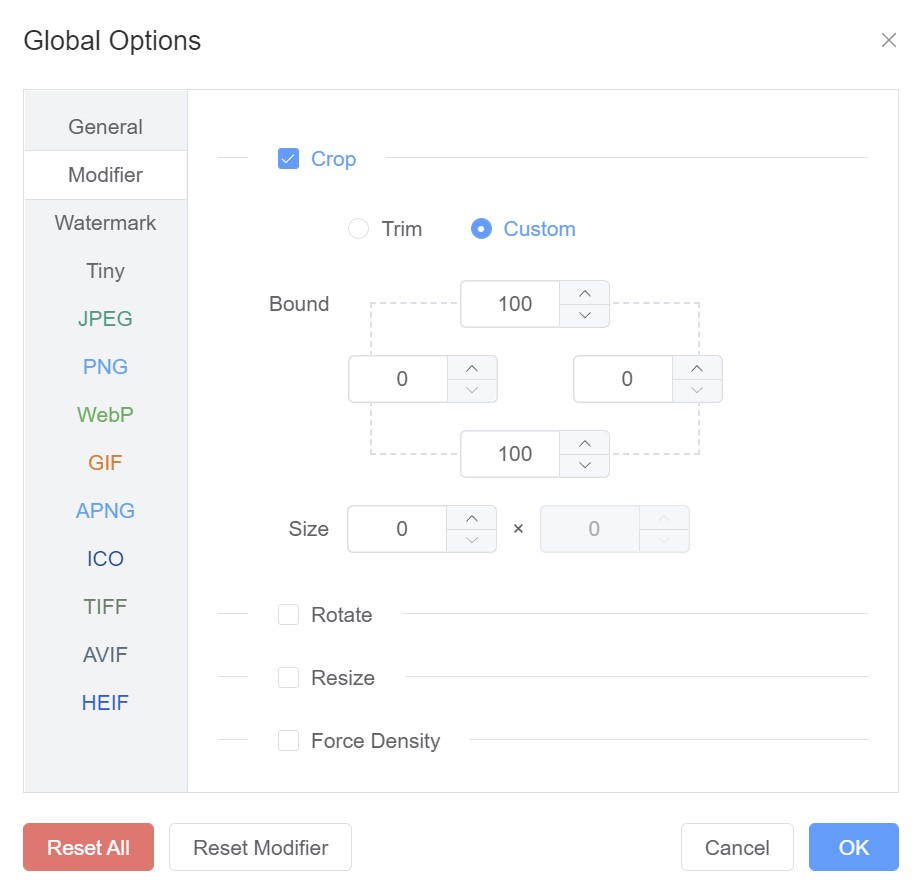 Global Options
General
Modifier
Watermark
Tiny
JPEG
PNG
WebP
GIF
APNG
ICO
TIFF
AVIF
HEIF
Crop
Trim Custom
Bound 100
0 0
100
Size 0 × 0
Rotate
Resize
Force Density
Reset All Reset Modifier Cancel OK